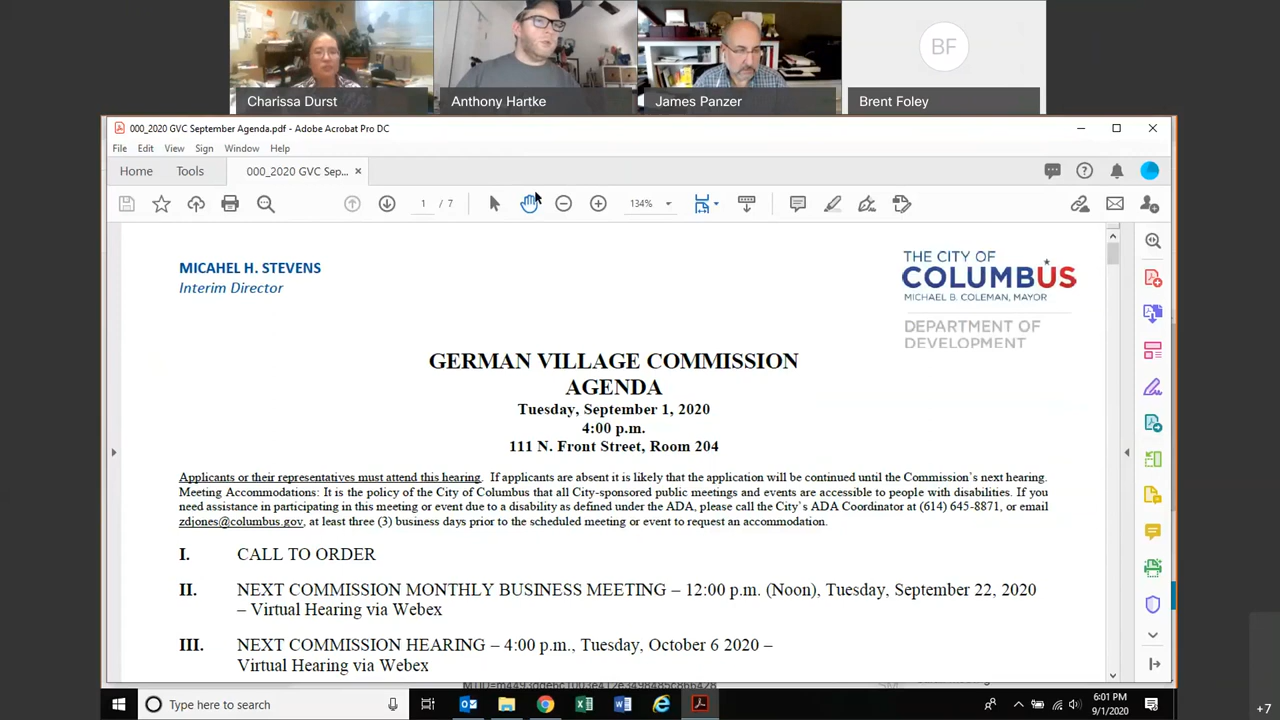 BF
Charissa Durst
Anthony Hartke
James Panzer
Brent Foley
000_2020 GVC September Agenda.pdf - Adobe Acrobat Pro DC
File Edit View Sign Window Help
Home Tools 000_2020 GVC Sep... ×
1 / 7 134%
MICAHEL H. STEVENS
Interim Director
THE CITY OF
COLUMBUS
MICHAEL B. COLEMAN, MAYOR
DEPARTMENT OF
DEVELOPMENT
GERMAN VILLAGE COMMISSION
AGENDA
Tuesday, September 1, 2020
4:00 p.m.
111 N. Front Street, Room 204
Applicants or their representatives must attend this hearing. If applicants are absent it is likely that the application will be continued until the Commission's next hearing.
Meeting Accommodations: It is the policy of the City of Columbus that all City-sponsored public meetings and events are accessible to people with disabilities. If you
need assistance in participating in this meeting or event due to a disability as defined under the ADA, please call the City's ADA Coordinator at (614) 645-8871, or email
zdjones@columbus.gov, at least three (3) business days prior to the scheduled meeting or event to request an accommodation.
I. CALL TO ORDER
II. NEXT COMMISSION MONTHLY BUSINESS MEETING – 12:00 p.m. (Noon), Tuesday, September 22, 2020
– Virtual Hearing via Webex
III. NEXT COMMISSION HEARING – 4:00 p.m., Tuesday, October 6 2020 –
Virtual Hearing via Webex
Type here to search
6:01 PM
9/1/2020
+7